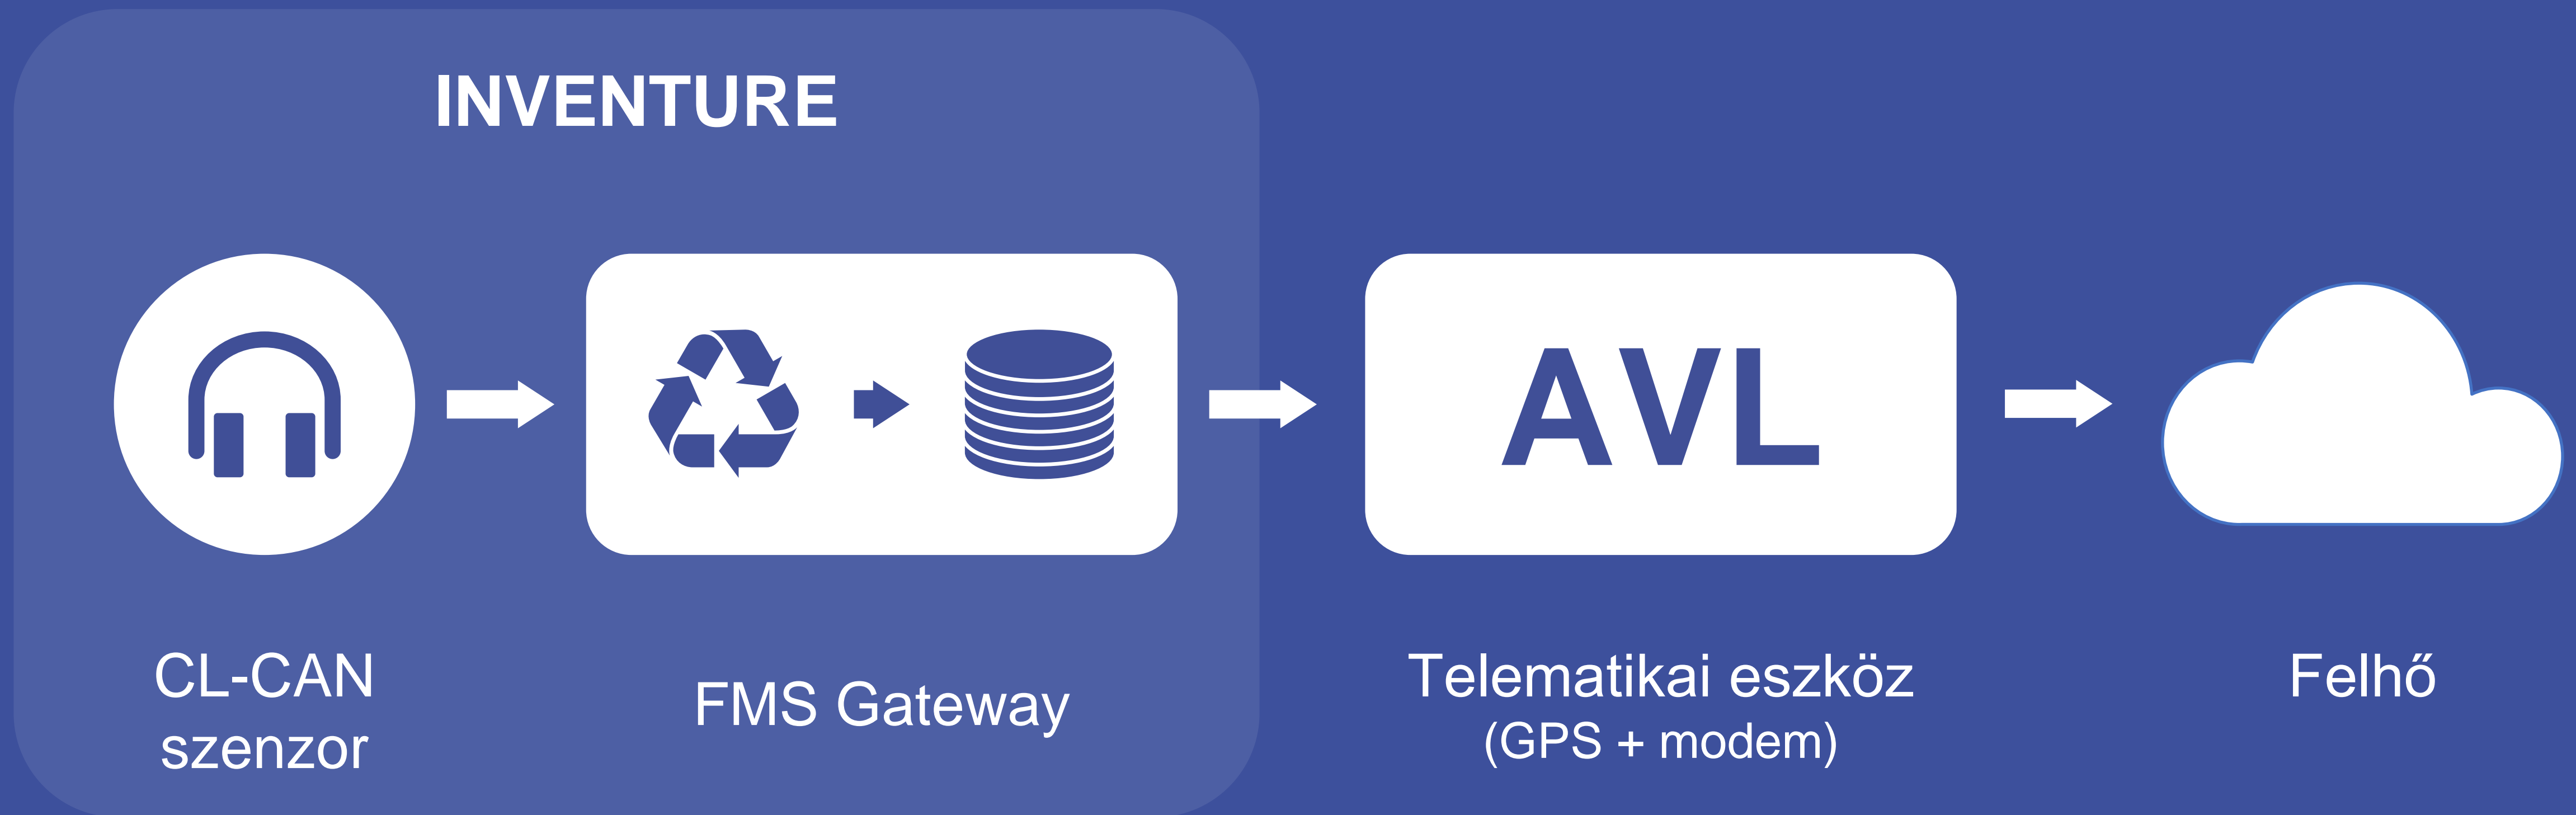 INVENTURE
AVL
CL-CAN
szenzor
FMS Gateway
Telematikai eszköz
(GPS + modem)
Felhő